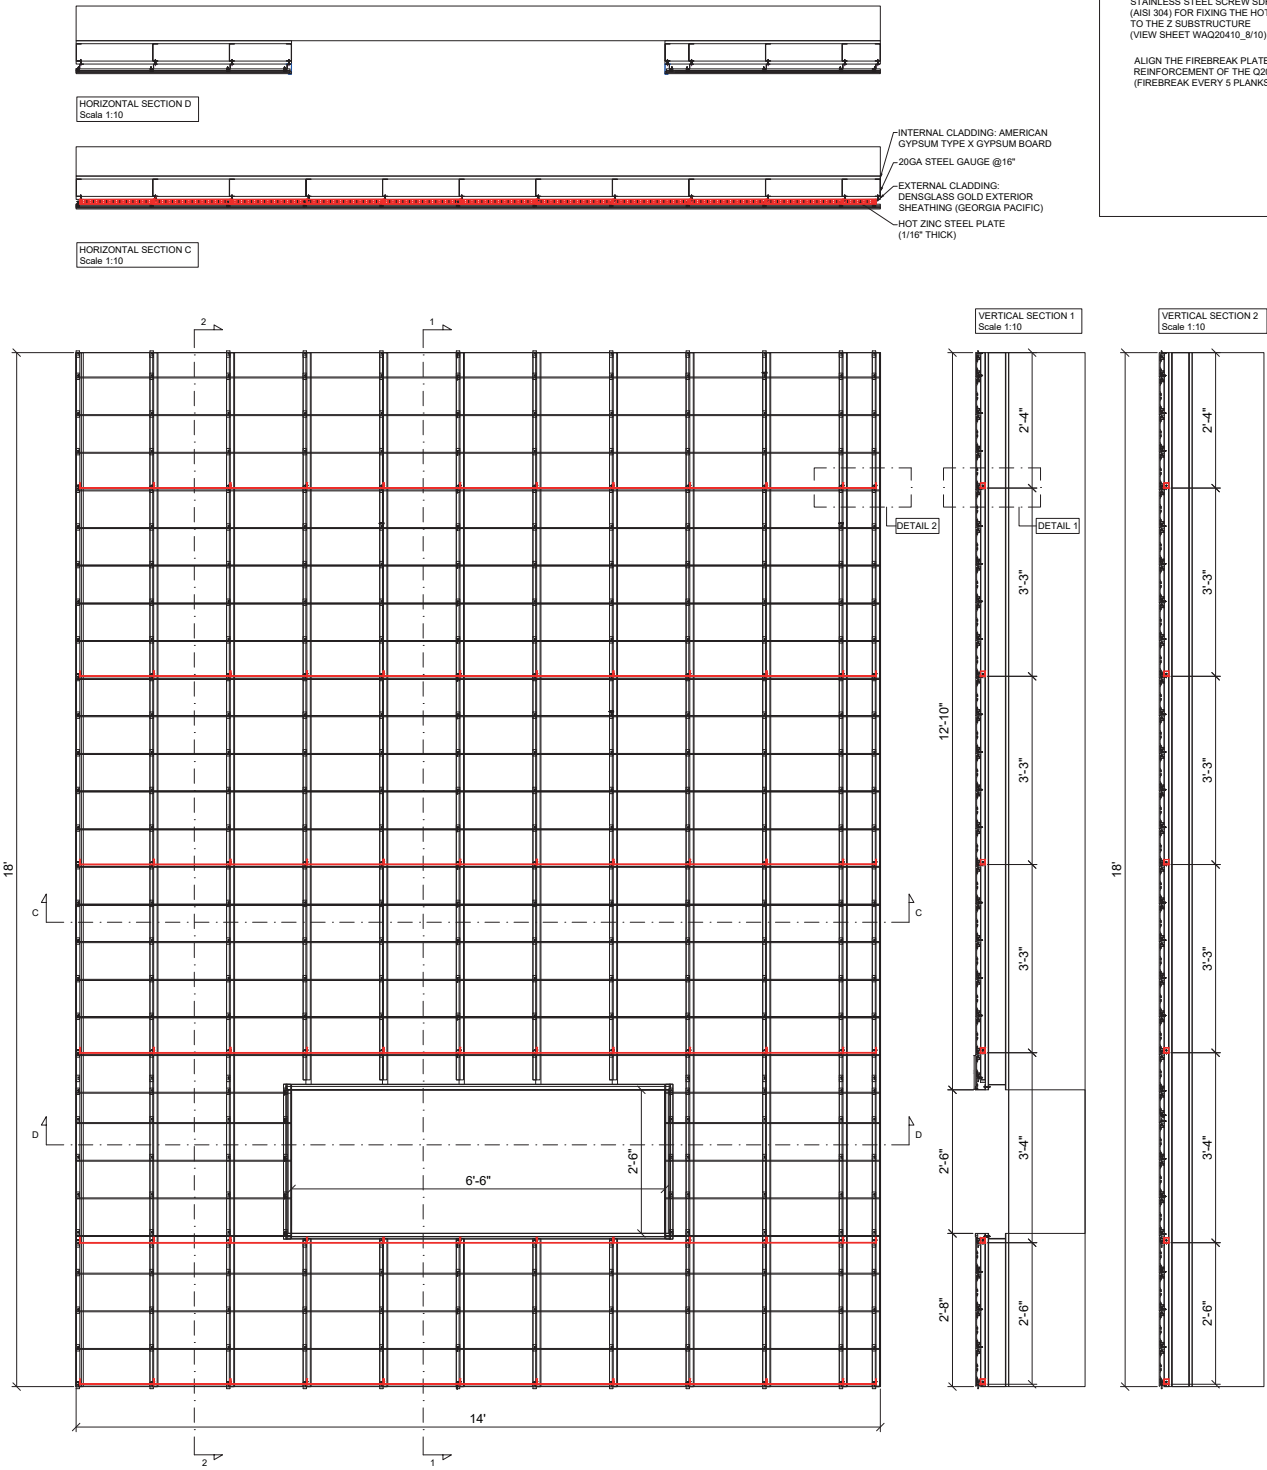 STAINLESS STEEL SCREW
(AISI 304) FOR FIXING THE HOT
TO THE Z SUBSTRUCTURE
(VIEW SHEET WAQ20410_8/10)
ALIGN THE FIREBREAK PLATE
REINFORCEMENT OF THE
(FIREBREAK EVERY 5 PLANKS
HORIZONTAL SECTION D
Scala 1:10
INTERNAL CLADDING: AMERICAN
GYPSUM TYPE X GYPSUM BOARD
20GA STEEL GAUGE @16"
EXTERNAL CLADDING:
DENSGLASS GOLD EXTERIOR
SHEATHING (GEORGIA PACIFIC)
HOT ZINC STEEL PLATE
(1/16" THICK)
HORIZONTAL SECTION C
Scale 1:10
VERTICAL SECTION 1
Scale 1:10
VERTICAL SECTION 2
Scale 1:10
2
1
2'-4"
2'-4"
DETAIL 2
DETAIL 1
3'-3"
3'-3"
12'-10"
3'-3"
3'-3"
18'
18'
C
C
3'-3"
3'-3"
D
D
2'-6"
6'-6"
2'-6"
3'-4"
3'-4"
2'-8"
2'-6"
2'-6"
14'
2
1